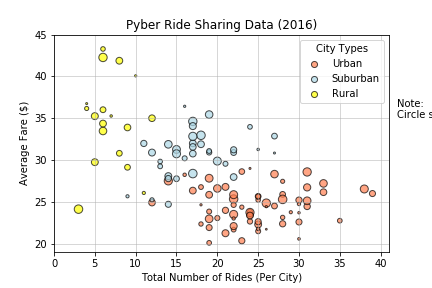 Pyber Ride Sharing Data (2016)
45
40
35
30
25
20
Average Fare ($)
City Types
Urban
Suburban
Rural
Note:
Circle s
0 5 10 15 20 25 30 35 40
Total Number of Rides (Per City)